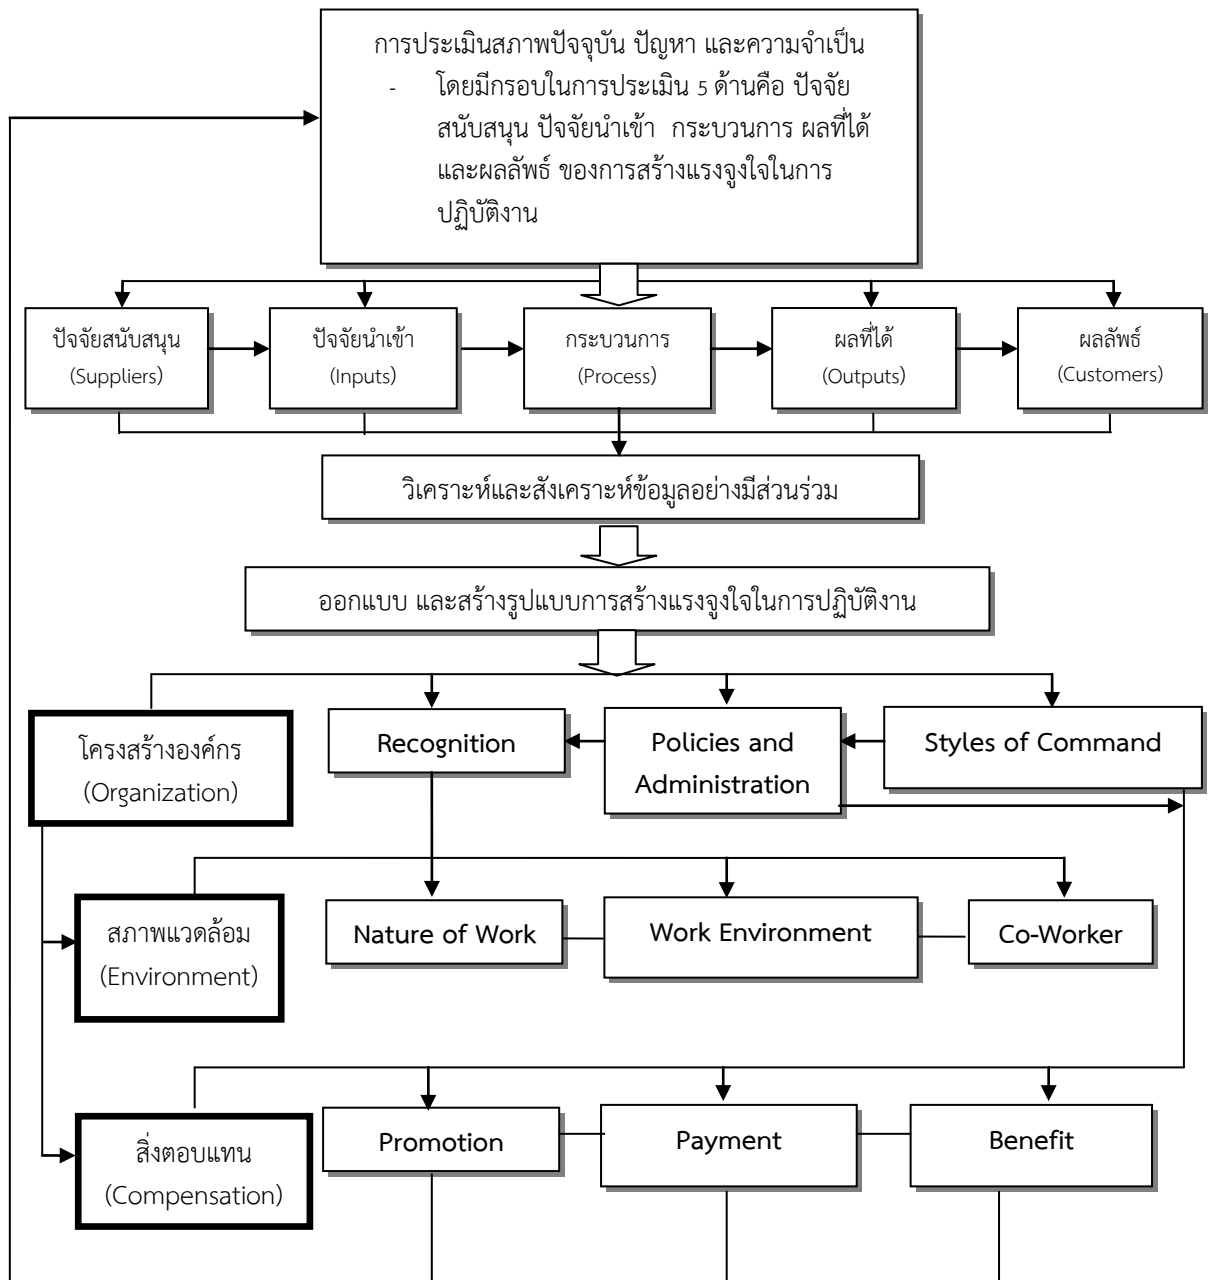 การประเมินสภาพปัจจุบัน ปัญหา และความจำเป็น
- โดยมีกรอบในการประเมิน 5 ด้านคือ ปัจจัย
สนับสนุน ปัจจัยนำเข้า กระบวนการ ผลที่ได้
และผลลัพธ์ ของการสร้างแรงจูงใจในการ
ปฏิบัติงาน
ปัจจัยสนับสนุน
(Suppliers)
ปัจจัยนำเข้า
(Inputs)
กระบวนการ
(Process)
ผลที่ได้
(Outputs)
ผลลัพธ์
(Customers)
วิเคราะห์และสังเคราะห์ข้อมูลอย่างมีส่วนร่วม
ออกแบบ และสร้างรูปแบบการสร้างแรงจูงใจในการปฏิบัติงาน
โครงสร้างองค์กร
(Organization)
Recognition
Policies and
Administration
Styles of Command
สภาพแวดล้อม
(Environment)
Nature of Work
Work Environment
Co-Worker
สิ่งตอบแทน
(Compensation)
Promotion
Payment
Benefit